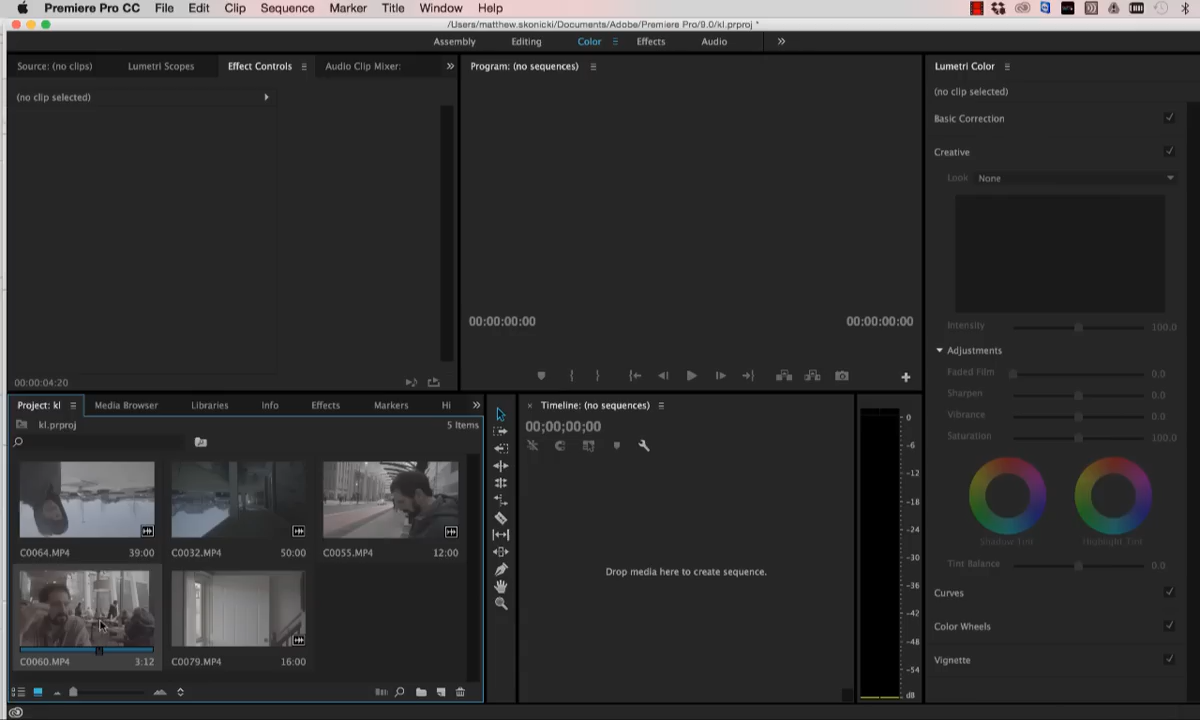 Premiere Pro CC File Edit Clip Sequence Marker Title Window Help
/Users/matthew.skonicki/Documents/Adobe/Premiere Pro/9.0/kl.prproj *
Assembly Editing Color Effects Audio
Source: (no clips) Lumetri Scopes Effect Controls Audio Clip Mixer:
(no clip selected)
00:00:04:20
Program: (no sequences)
00:00:00:00 00:00:00:00
Lumetri Color
(no clip selected)
Basic Correction
Creative
Look None
Intensity 100.0
Adjustments
Faded Film 0.0
Sharpen 0.0
Vibrance 0.0
Saturation 100.0
Shadow Tint Highlight Tint
Tint Balance 0.0
Curves
Color Wheels
Vignette
Project: kl Media Browser Libraries Info Effects Markers Hi
kl.prproj 5 Items
C0064.MP4 39:00 C0032.MP4 50:00 C0055.MP4 12:00
C0060.MP4 3:12 C0079.MP4 16:00
× Timeline: (no sequences)
00;00;00;00
Drop media here to create sequence.
0
-6
-12
-18
-24
-30
-36
-42
-48
-54
dB